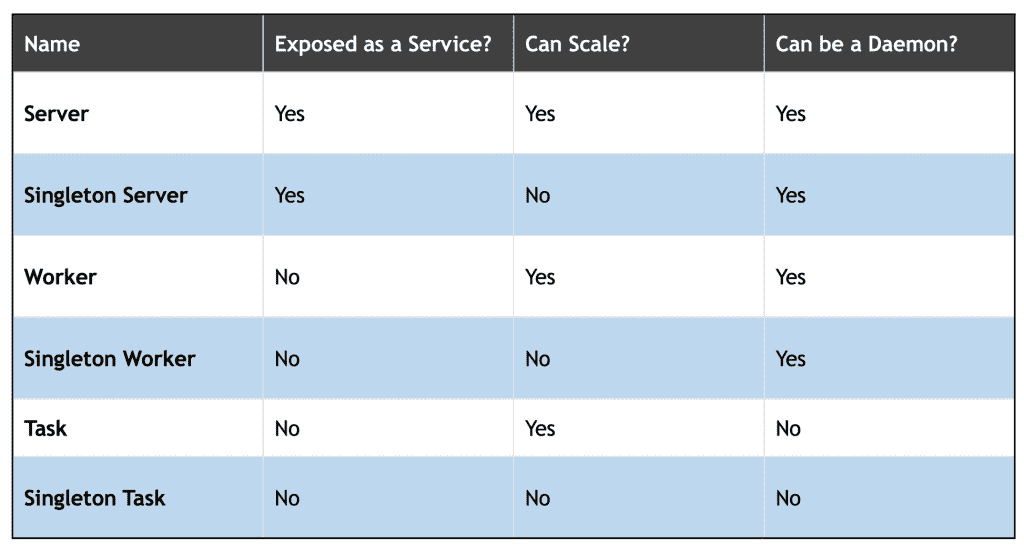 Name Exposed as a Service? Can Scale? Can be a Daemon?
Server Yes Yes Yes
Singleton Server Yes No Yes
Worker No Yes Yes
Singleton Worker No No Yes
Task No Yes No
Singleton Task No No No